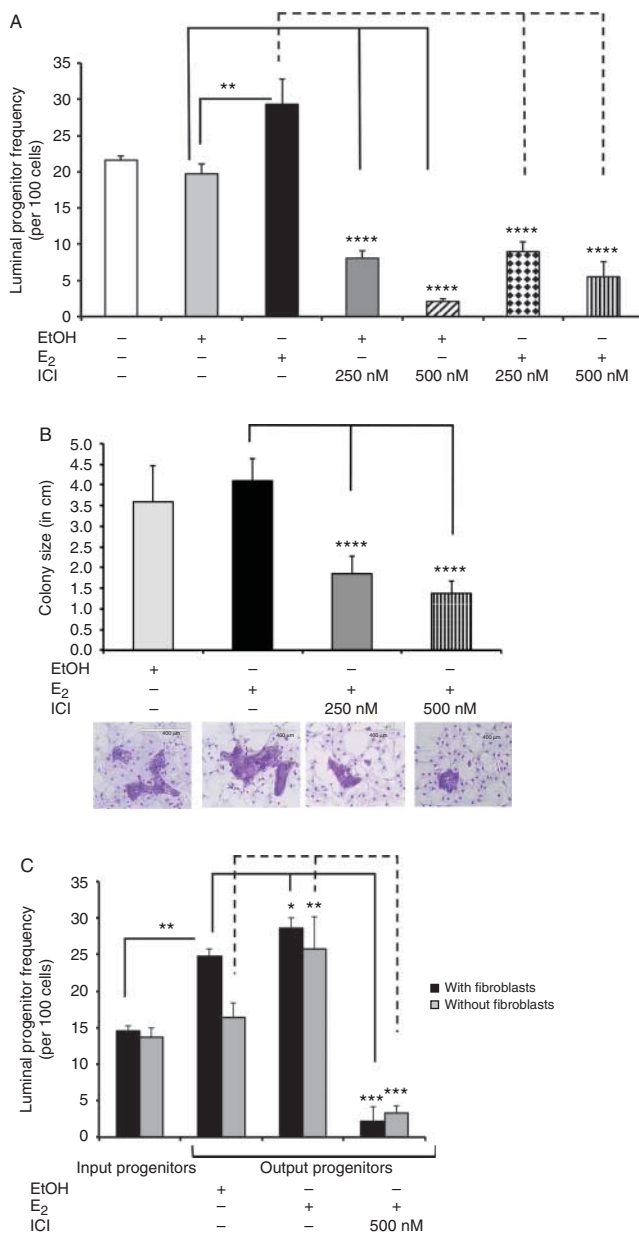 A
Luminal progenitor frequency
(per 100 cells)
35
30
25
20
15
10
5
0
**
****
****
****
****
EtOH – + – + + – –
E2 – – + – – + +
ICI – – – 250 nM 500 nM 250 nM 500 nM
B
Colony size (in cm)
5.0
4.5
4.0
3.5
3.0
2.5
2.0
1.5
1.0
0.5
0.0
****
****
EtOH + – – –
E2 – + + +
ICI – – 250 nM 500 nM
400 µm
400 µm
400 µm
400 µm
C
Luminal progenitor frequency
(per 100 cells)
35
30
25
20
15
10
5
0
**
*
**
***
***
With fibroblasts
Without fibroblasts
Input progenitors
Output progenitors
EtOH + – –
E2 – + +
ICI – – 500 nM